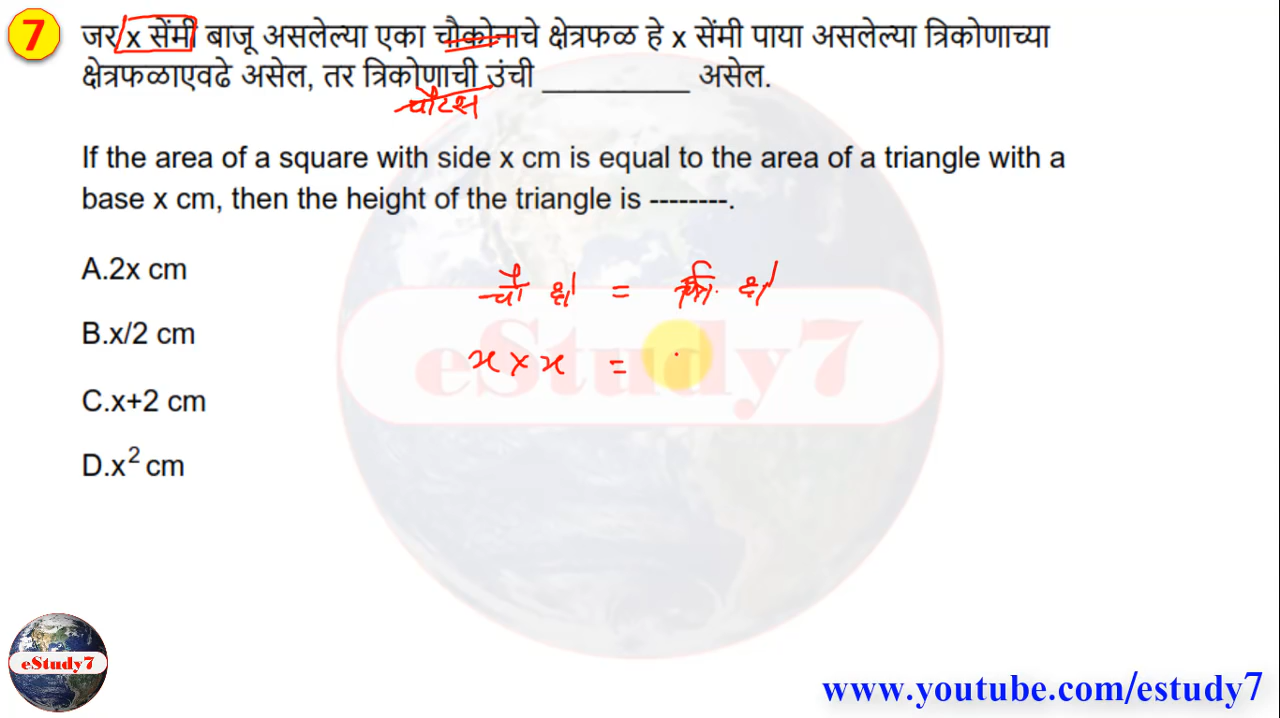 7
जर x सेंमी बाजू असलेल्या एका चौकोनाचे क्षेत्रफळ हे x सेंमी पाया असलेल्या त्रिकोणाच्या
क्षेत्रफळाएवढे असेल, तर त्रिकोणाची उंची __________ असेल.
चौरस
If the area of a square with side x cm is equal to the area of a triangle with a
base x cm, then the height of the triangle is --------.
A.2x cm
चौ क्षे = त्रि. क्षे
B.x/2 cm
x × x =
eStudy7
C.x+2 cm
D.x² cm
eStudy7
www.youtube.com/estudy7